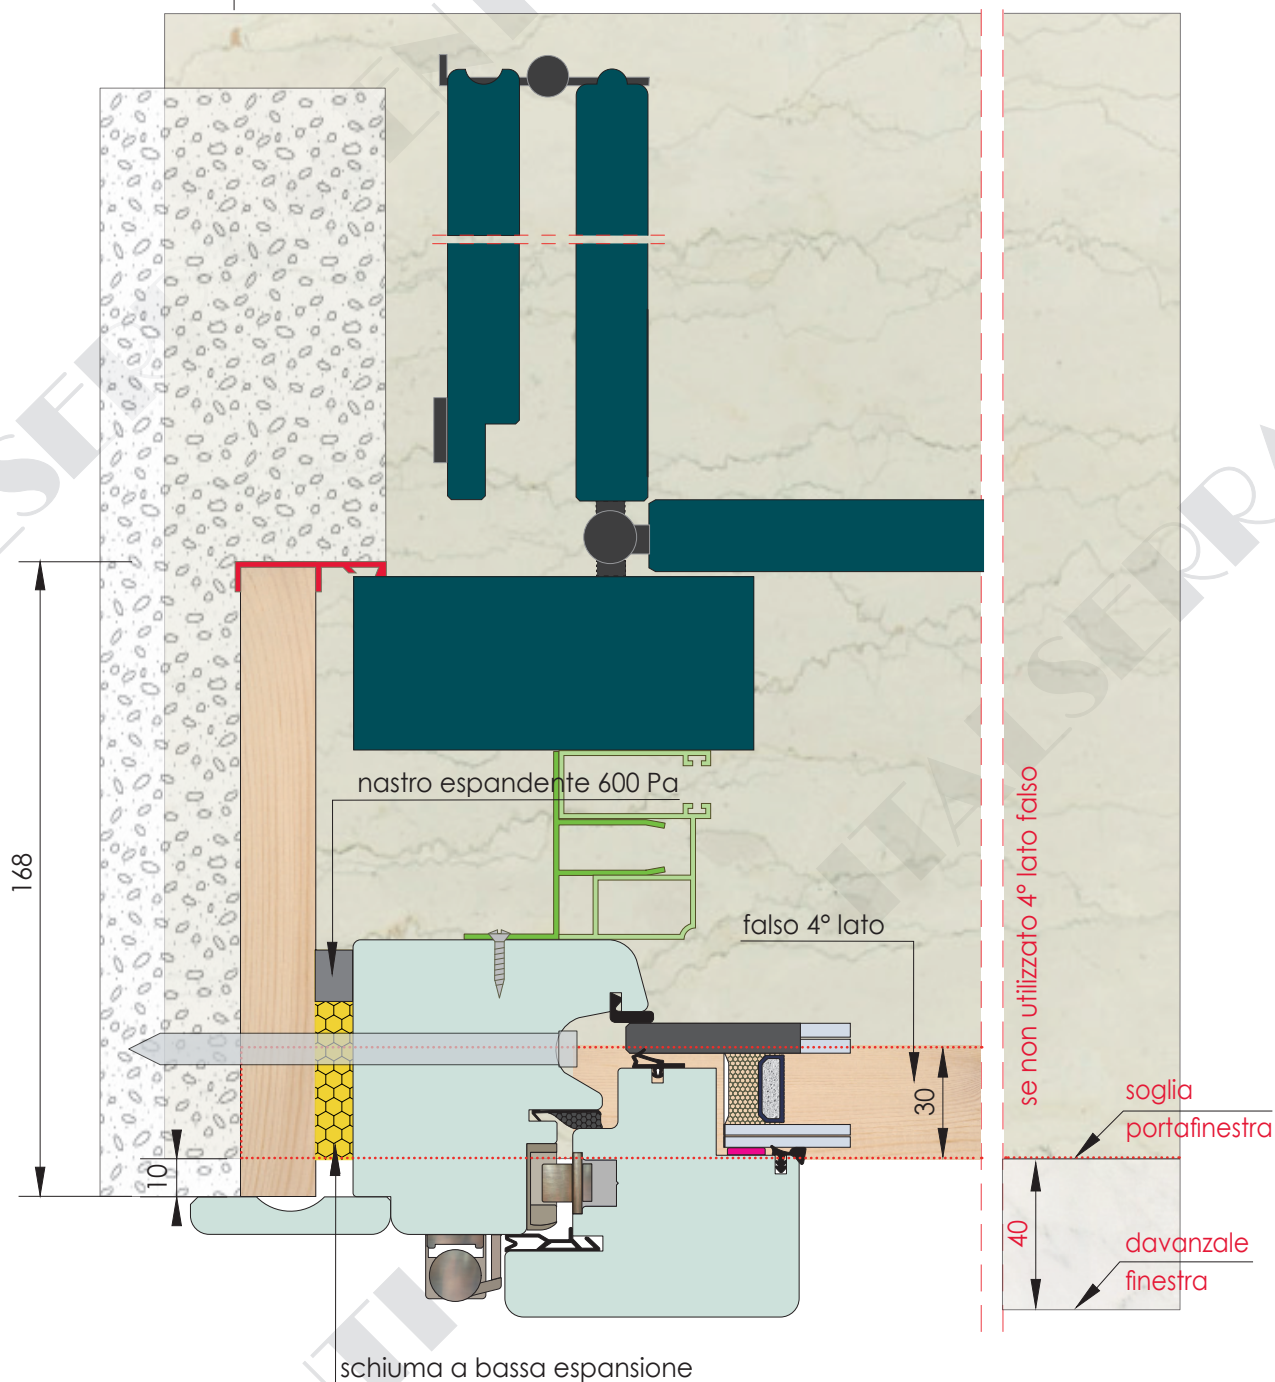 nastro espandente 600 Pa
168
falso 4° lato
se non utilizzato 4° lato falso
30
soglia
portafinestra
10
40
davanzale
finestra
schiuma a bassa espansione
ITALSERRA